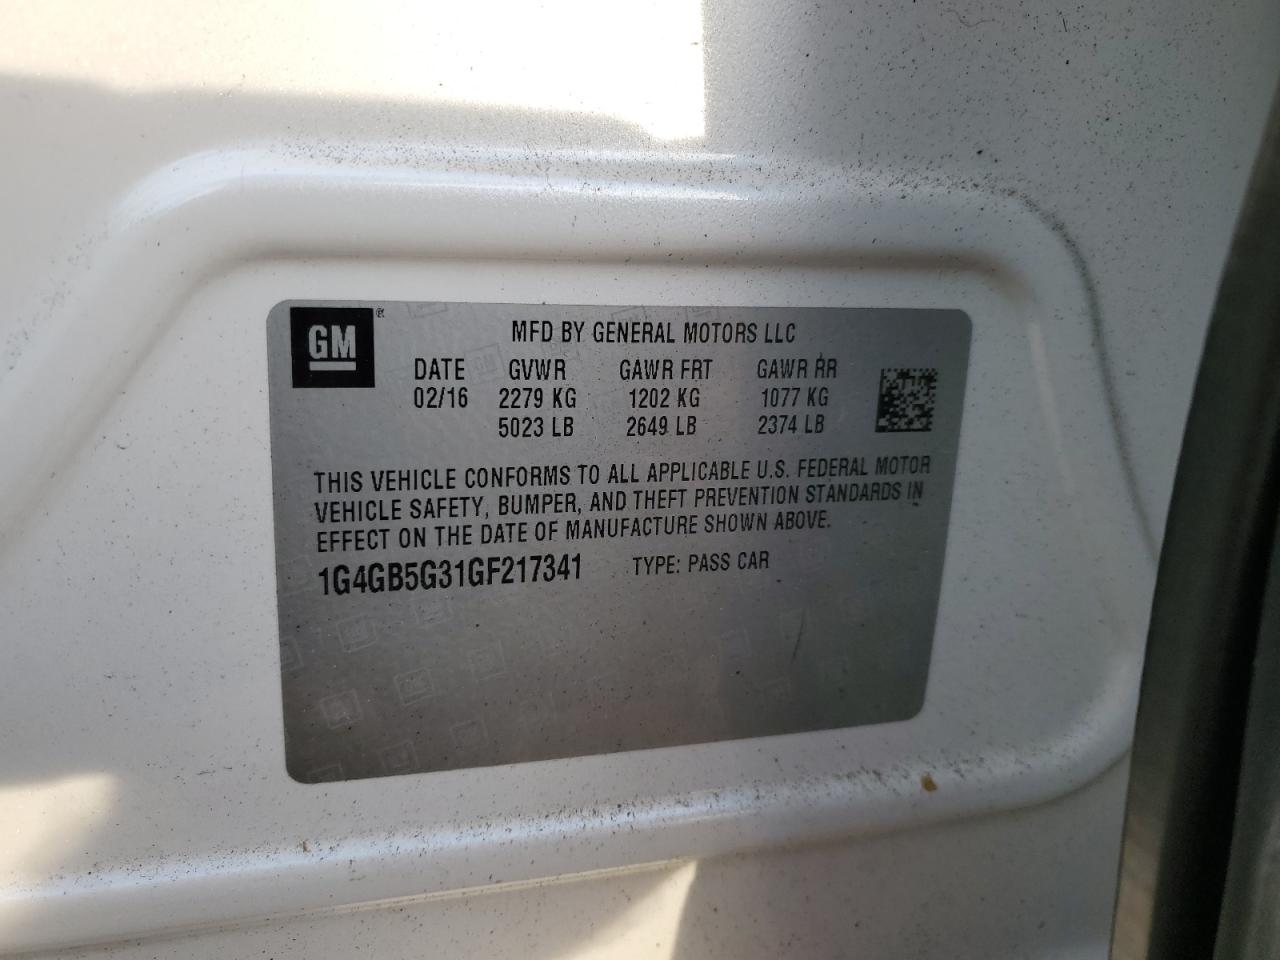 GM ®
MFD BY GENERAL MOTORS LLC
DATE GVWR GAWR FRT GAWR RR
02/16 2279 KG 1202 KG 1077 KG
5023 LB 2649 LB 2374 LB
THIS VEHICLE CONFORMS TO ALL APPLICABLE U.S. FEDERAL MOTOR
VEHICLE SAFETY, BUMPER, AND THEFT PREVENTION STANDARDS IN
EFFECT ON THE DATE OF MANUFACTURE SHOWN ABOVE.
1G4GB5G31GF217341 TYPE: PASS CAR